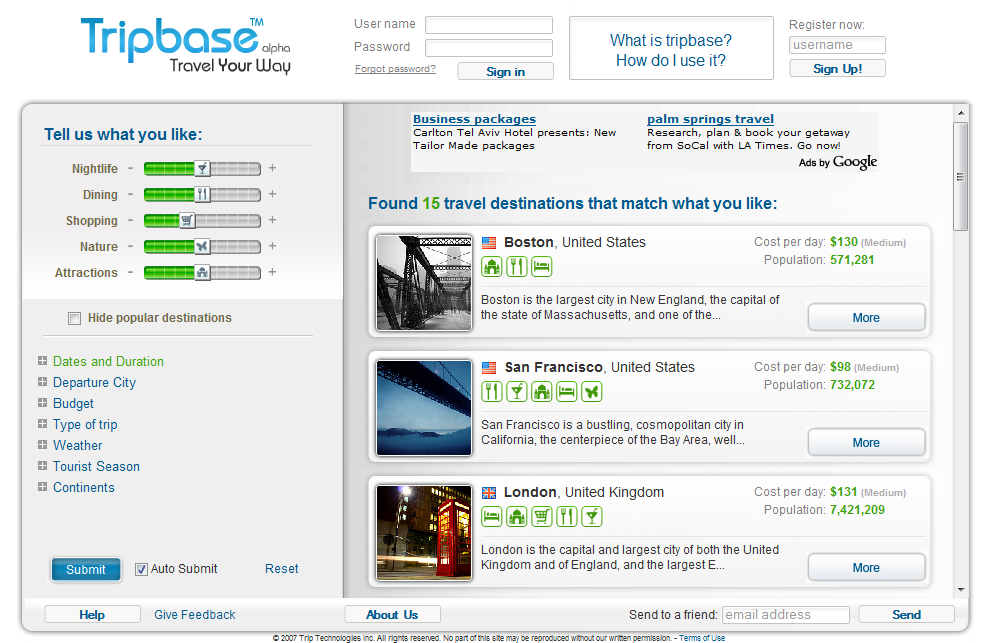 Tripbase™ alpha
Travel Your Way
User name
Password
Forgot password?
Sign in
What is tripbase?
How do I use it?
Register now:
username
Sign Up!
Tell us what you like:
Nightlife - +
Dining - +
Shopping - +
Nature - +
Attractions - +
Hide popular destinations
Dates and Duration
Departure City
Budget
Type of trip
Weather
Tourist Season
Continents
Submit
Auto Submit
Reset
Business packages
Carlton Tel Aviv Hotel presents: New
Tailor Made packages
palm springs travel
Research, plan & book your getaway
from SoCal with LA Times. Go now!
Ads by Google
Found 15 travel destinations that match what you like:
Boston, United States
Cost per day: $130 (Medium)
Population: 571,281
Boston is the largest city in New England, the capital of
the state of Massachusetts, and one of the...
More
San Francisco, United States
Cost per day: $98 (Medium)
Population: 732,072
San Francisco is a bustling, cosmopolitan city in
California, the centerpiece of the Bay Area, well...
More
London, United Kingdom
Cost per day: $131 (Medium)
Population: 7,421,209
London is the capital and largest city of both the United
Kingdom and of England, and the largest E...
More
Help
Give Feedback
About Us
Send to a friend:
email address
Send
© 2007 Trip Technologies Inc. All rights reserved. No part of this site may be reproduced without our written permission. - Terms of Use